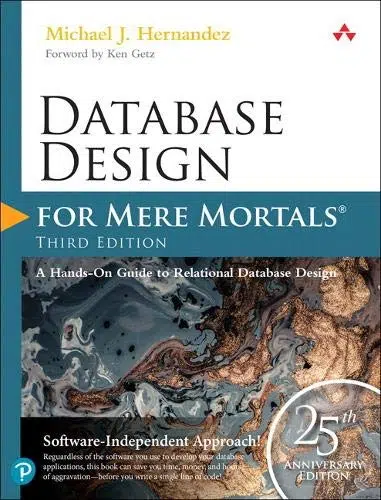 Michael J. Hernandez
Forword by Ken Getz
DATABASE
DESIGN
FOR MERE MORTALS®
THIRD EDITION
A Hands-On Guide to Relational Database Design
25th
ANNIVERSARY
EDITION
Software-Independent Approach!
Regardless of the software you use to develop your database
applications, this book can save you time, money, and hours
of aggravation—before you write a single line of code!
P